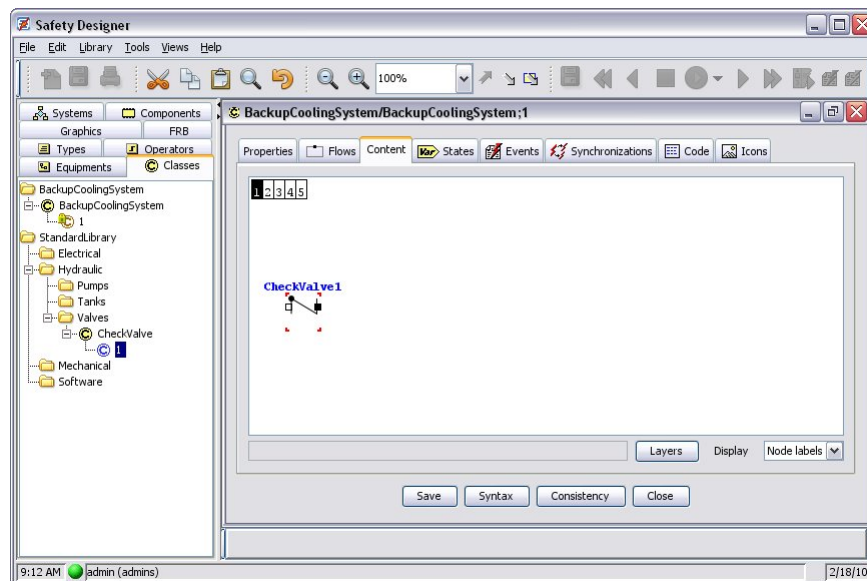 Safety Designer
File Edit Library Tools Views Help
100%
Systems Components
Graphics FRB
Types Operators
Equipments Classes
BackupCoolingSystem
BackupCoolingSystem
1
StandardLibrary
Electrical
Hydraulic
Pumps
Tanks
Valves
CheckValve
1
Mechanical
Software
BackupCoolingSystem/BackupCoolingSystem;1
Properties Flows Content Var States Events Synchronizations Code Icons
1 2 3 4 5
CheckValve1
Layers Display Node labels
Save Syntax Consistency Close
9:12 AM admin (admins) 2/18/10